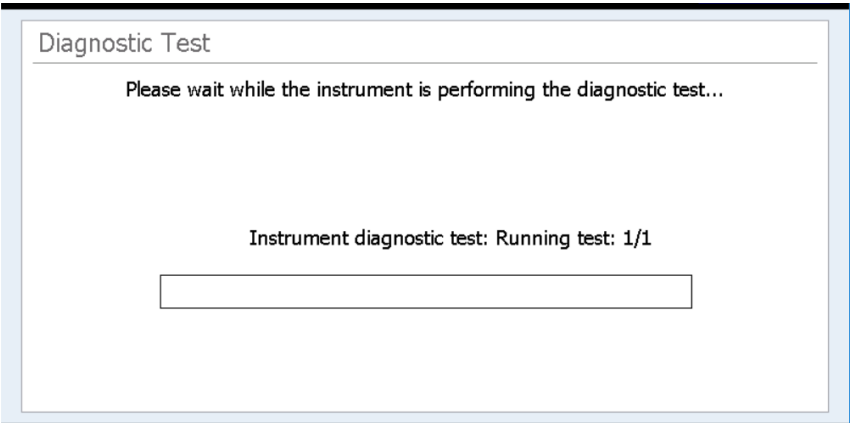 Diagnostic Test
Please wait while the instrument is performing the diagnostic test...
Instrument diagnostic test: Running test: 1/1